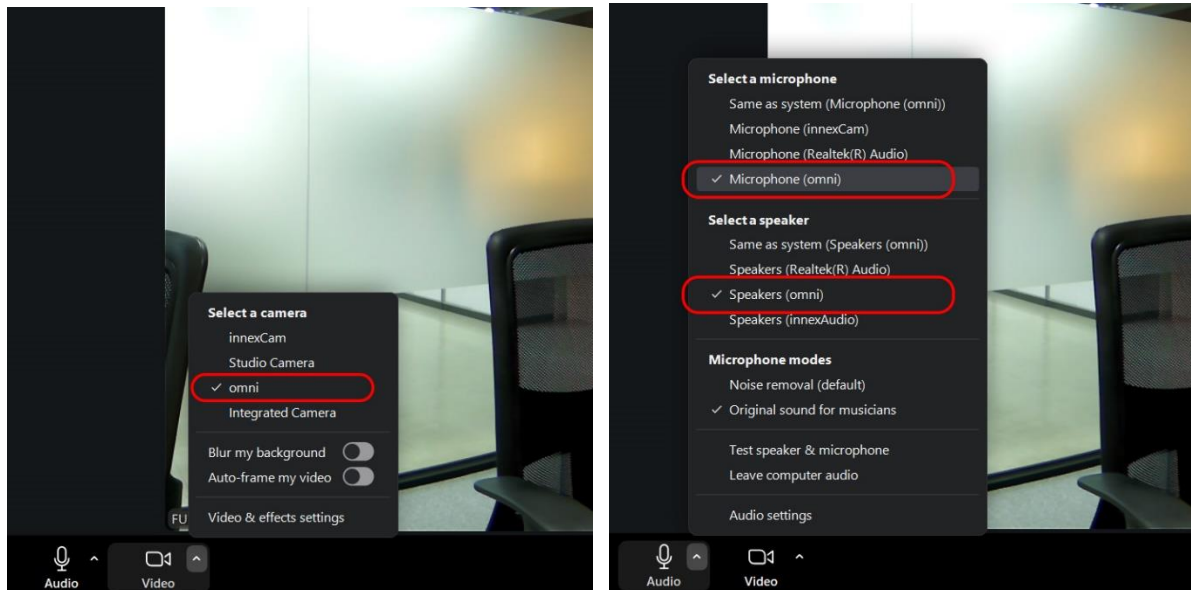 Select a camera
innexCam
Studio Camera
✓ omni
Integrated Camera
Blur my background
Auto-frame my video
Video & effects settings
FU
Audio
Video
Select a microphone
Same as system (Microphone (omni))
Microphone (innexCam)
Microphone (Realtek(R) Audio)
✓ Microphone (omni)
Select a speaker
Same as system (Speakers (omni))
Speakers (Realtek(R) Audio)
✓ Speakers (omni)
Speakers (innexAudio)
Microphone modes
Noise removal (default)
✓ Original sound for musicians
Test speaker & microphone
Leave computer audio
Audio settings
Audio
Video